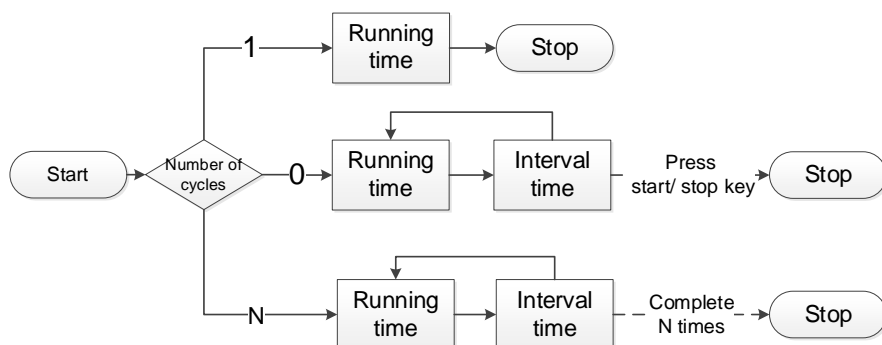 1
Running
time
Stop
Start
Number of
cycles
0
Running
time
Interval
time
Press
start/ stop key
Stop
N
Running
time
Interval
time
Complete
N times
Stop